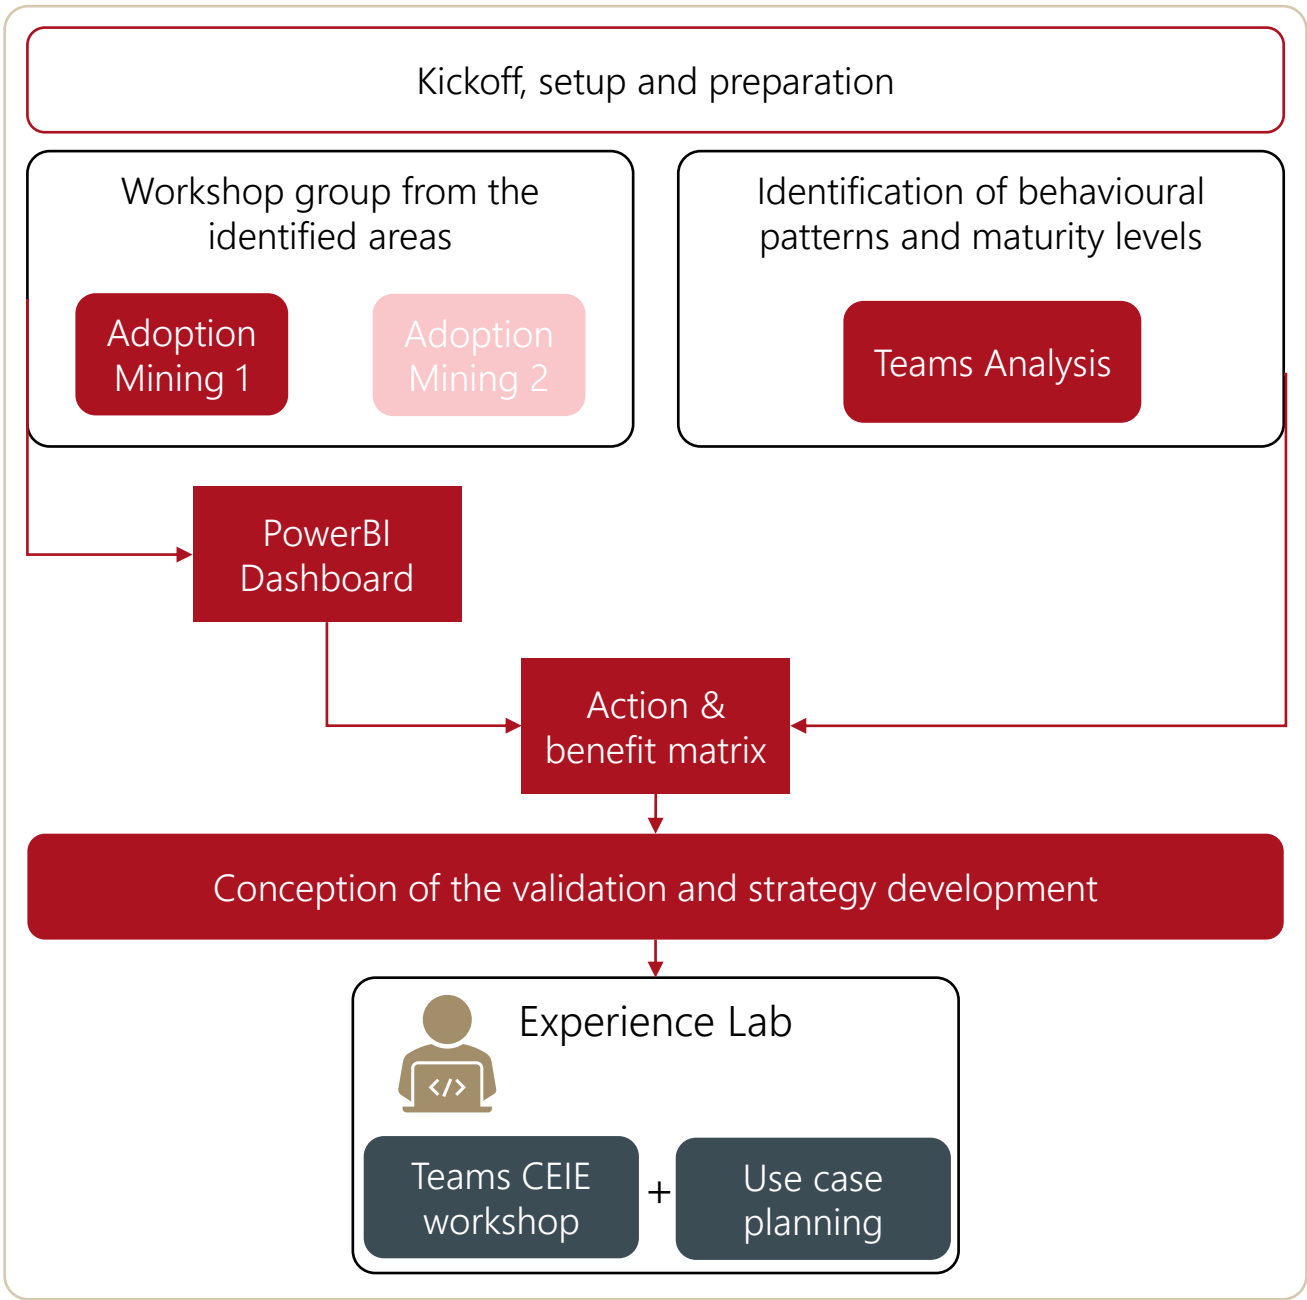 Kickoff, setup and preparation
Workshop group from the
identified areas
Adoption
Mining 1
Adoption
Mining 2
Identification of behavioural
patterns and maturity levels
Teams Analysis
PowerBI
Dashboard
Action &
benefit matrix
Conception of the validation and strategy development
Experience Lab
</>
Teams CEIE
workshop
+
Use case
planning